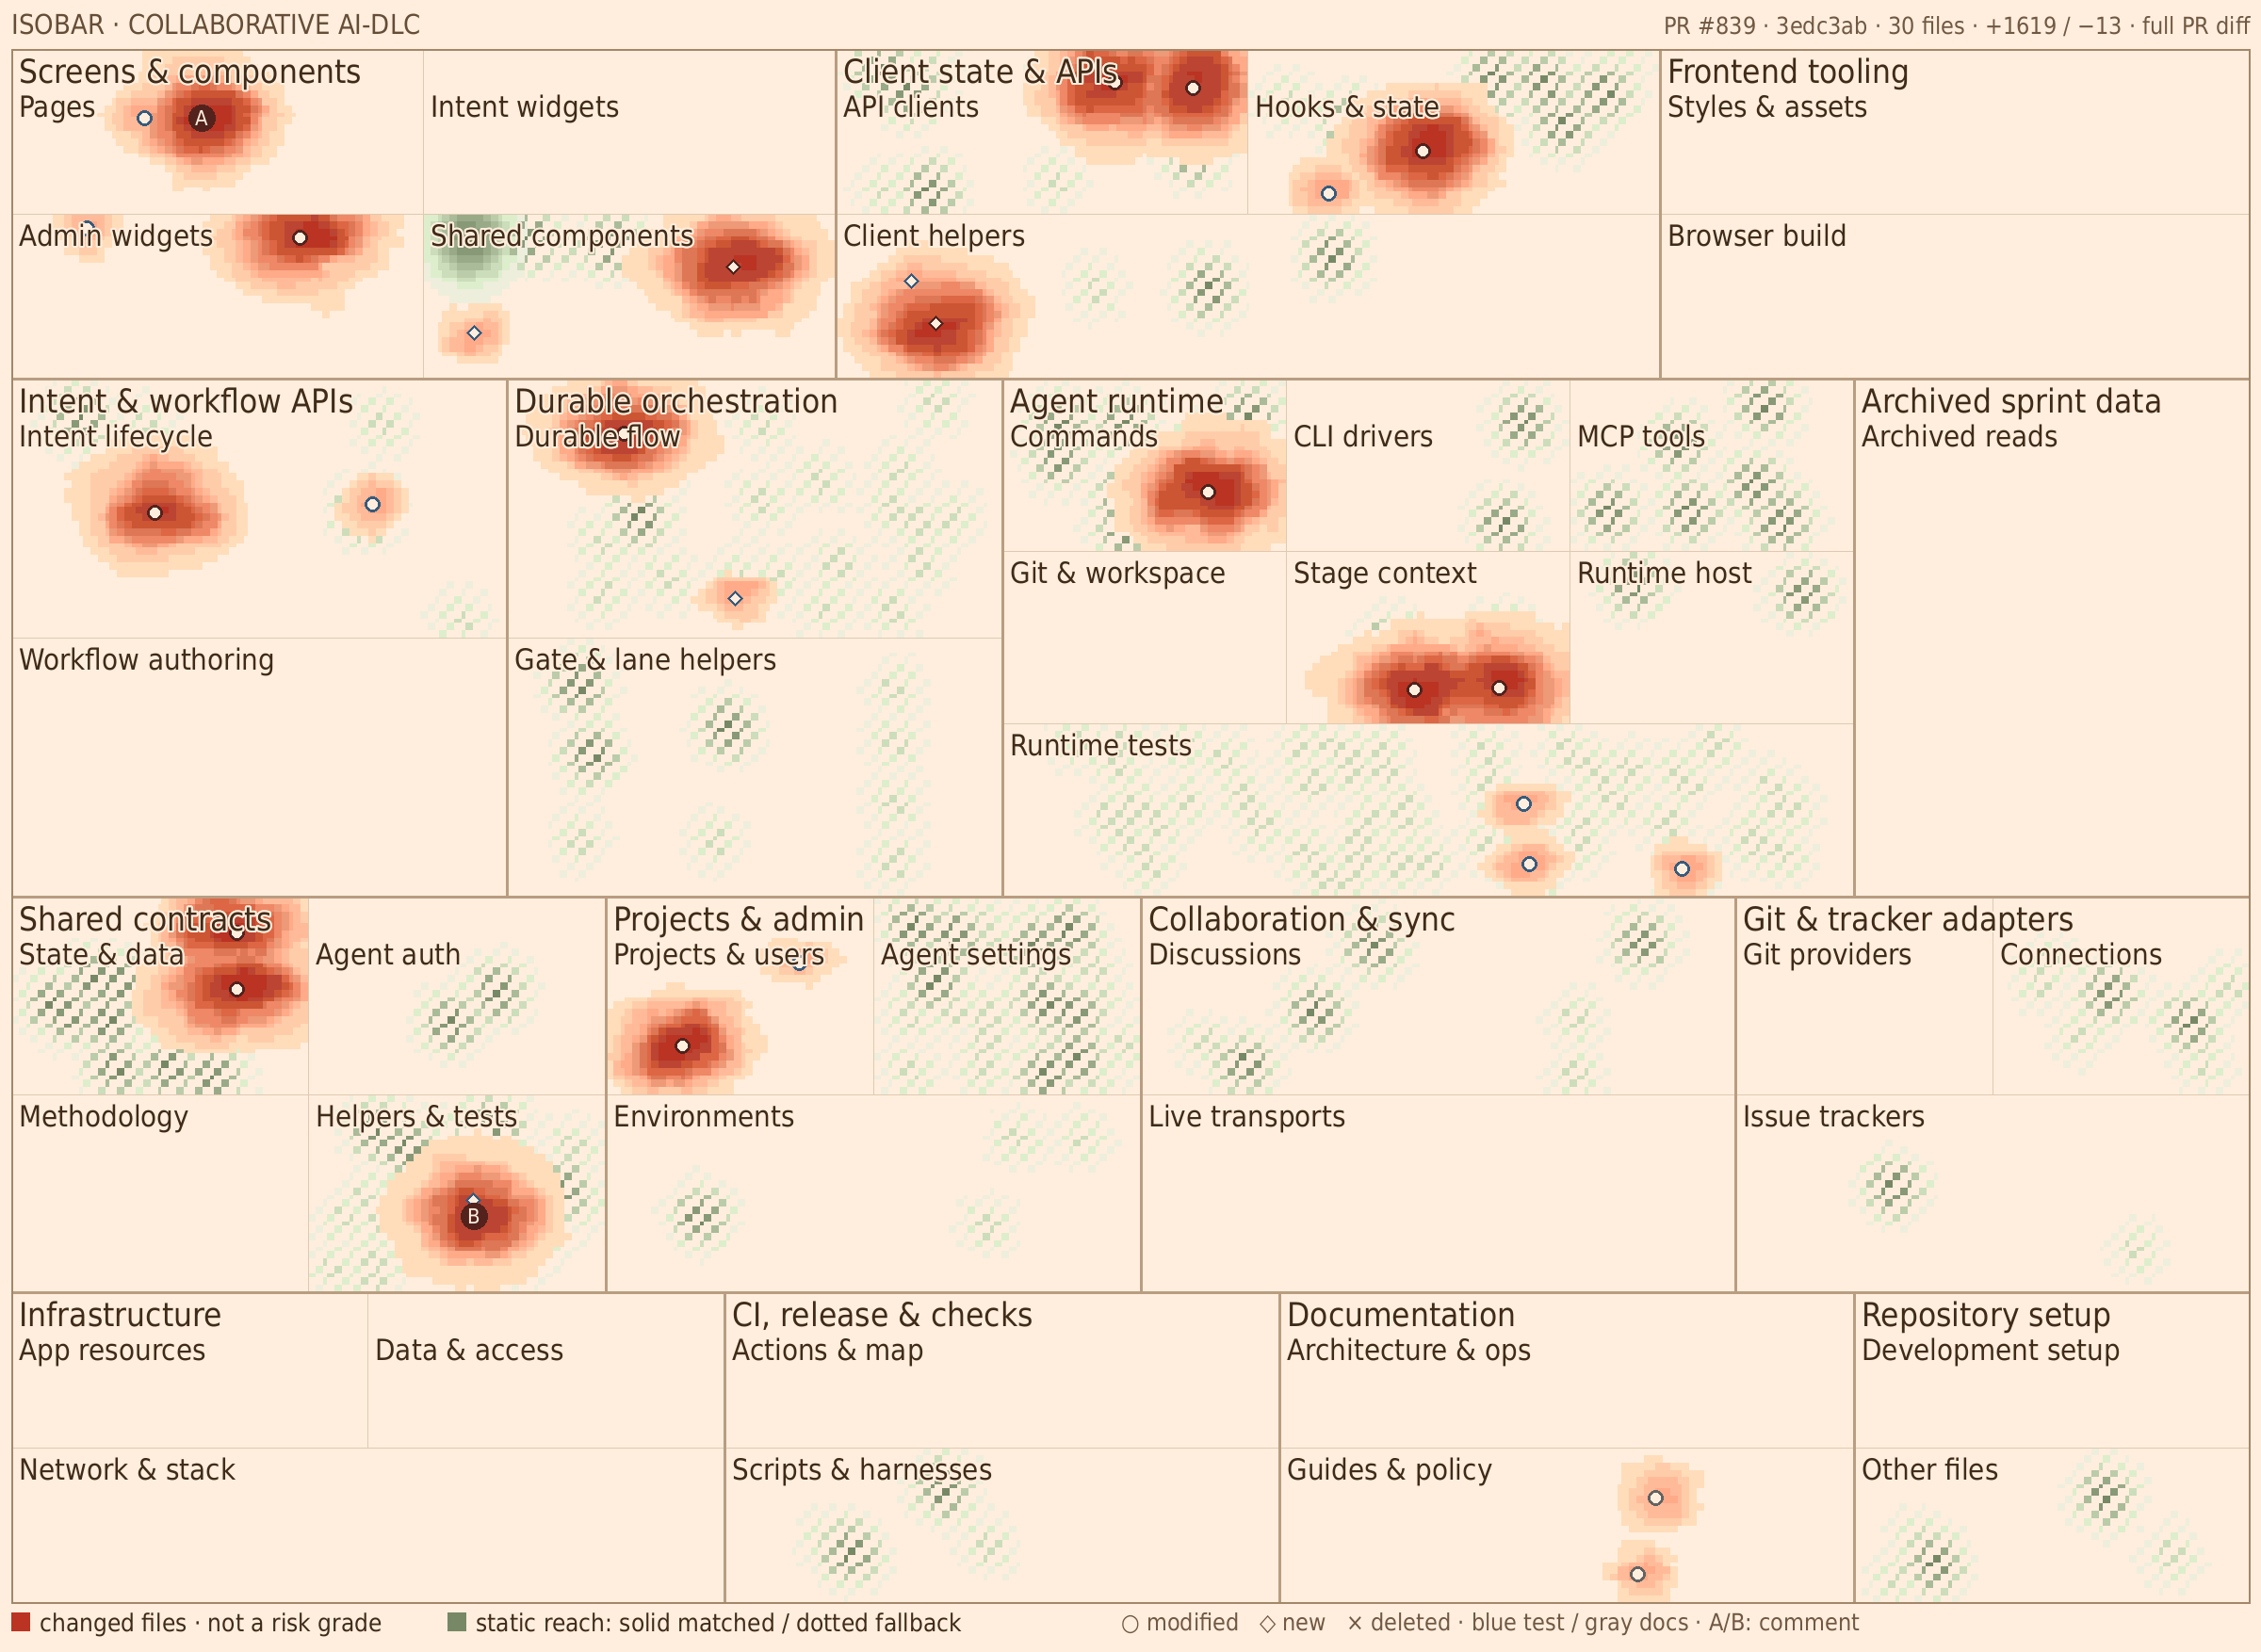 ISOBAR · COLLABORATIVE AI-DLC
PR #839 · 3edc3ab · 30 files · +1619 / −13 · full PR diff
Screens & components
Pages
A
Intent widgets
Admin widgets
Shared components
Client state & APIs
API clients
Hooks & state
Client helpers
Frontend tooling
Styles & assets
Browser build
Intent & workflow APIs
Intent lifecycle
Workflow authoring
Durable orchestration
Durable flow
Gate & lane helpers
Agent runtime
Commands
CLI drivers
MCP tools
Git & workspace
Stage context
Runtime host
Runtime tests
Archived sprint data
Archived reads
Shared contracts
State & data
Agent auth
Methodology
Helpers & tests
B
Projects & admin
Projects & users
Agent settings
Environments
Collaboration & sync
Discussions
Live transports
Git & tracker adapters
Git providers
Connections
Issue trackers
Infrastructure
App resources
Data & access
Network & stack
CI, release & checks
Actions & map
Scripts & harnesses
Documentation
Architecture & ops
Guides & policy
Repository setup
Development setup
Other files
changed files · not a risk grade
static reach: solid matched / dotted fallback
○ modified ◇ new × deleted · blue test / gray docs · A/B: comment